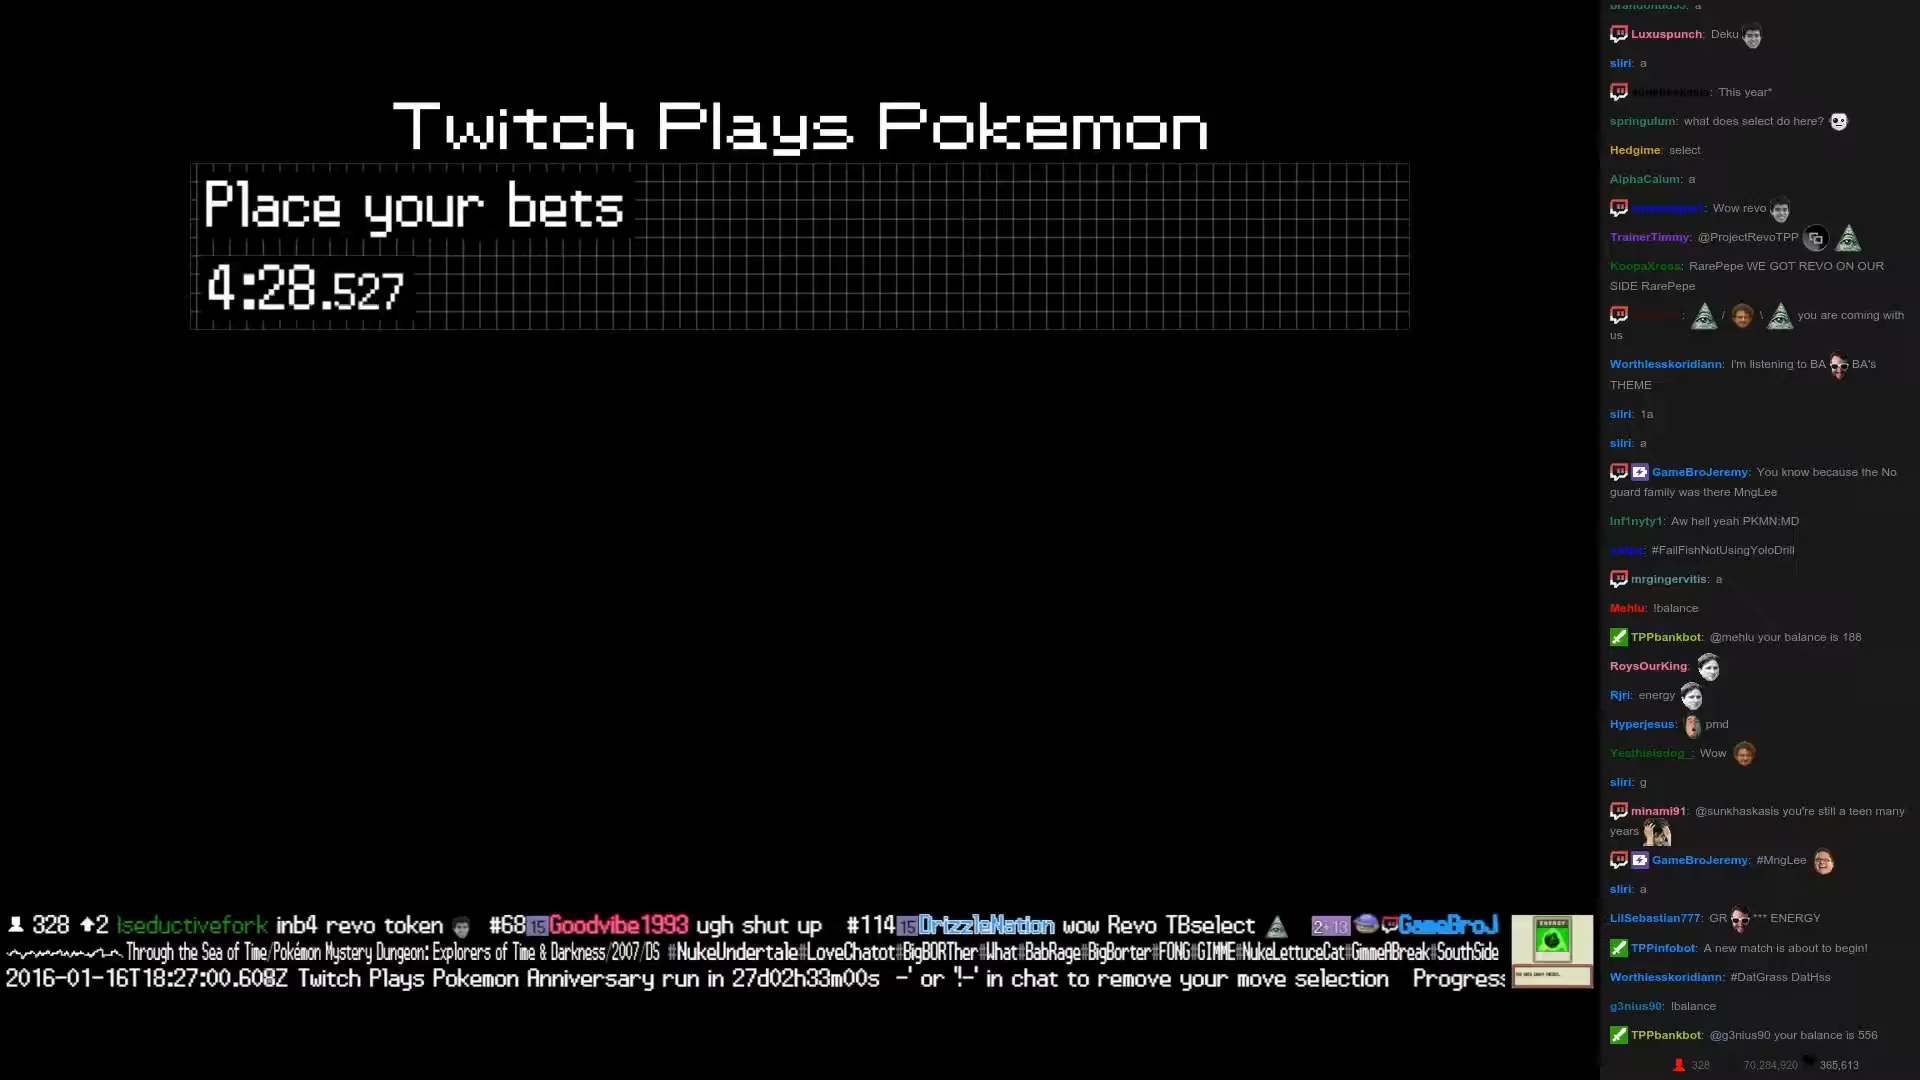 Twitch Plays Pokemon
Place your bets
4:28.527
328 2 lseductivefork inb4 revo token #68 15 Goodvibe1993 ugh shut up #114 15 DrizzleNation wow Revo TBselect 2-13 GameBroJ
Through the Sea of Time/Pokémon Mystery Dungeon: Explorers of Time & Darkness/2007/DS #NukeUndertale#LoveChatot#BigBORTher#What#BabRage#BigBorter#FONG#GIMME#NukeLettuceCat#GimmeABreak#SouthSide
2016-01-16T18:27:00.608Z Twitch Plays Pokemon Anniversary run in 27d02h33m00s -' or '!-' in chat to remove your move selection Progress
ENERGY
Luxuspunch: Deku
sliri: a
: This year*
springulum: what does select do here?
Hedgime: select
AlphaCalum: a
: Wow revo
TrainerTimmy: @ProjectRevoTPP
KoopaXross: RarePepe WE GOT REVO ON OUR
SIDE RarePepe
: / \ you are coming with
us
Worthlesskoridiann: I'm listening to BA BA's
THEME
sliri: 1a
sliri: a
GameBroJeremy: You know because the No
guard family was there MngLee
Inf1nyty1: Aw hell yeah PKMN:MD
: #FailFishNotUsingYoloDrill
mrgingervitis: a
Mehlu: !balance
TPPbankbot: @mehlu your balance is 188
RoysOurKing:
Rjri: energy
Hyperjesus: pmd
Yesthisisdog_: Wow
sliri: g
minami91: @sunkhaskasis you're still a teen many
years
GameBroJeremy: #MngLee
sliri: a
LilSebastian777: GR *** ENERGY
TPPinfobot: A new match is about to begin!
Worthlesskoridiann: #DatGrass DatHss
g3nius90: !balance
TPPbankbot: @g3nius90 your balance is 556
328 70,284,920 365,613